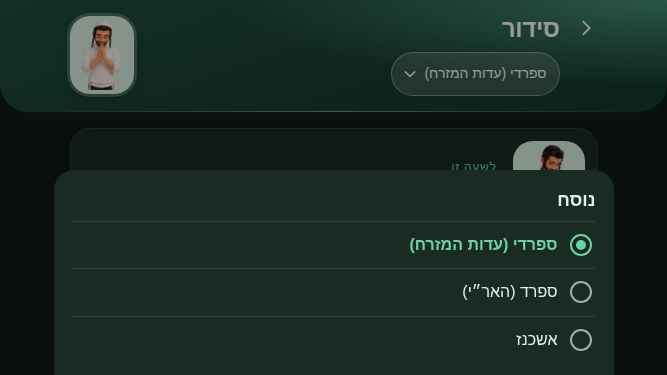 סידור
ספרדי (עדות המזרח)
לשעה זו
נוסח
ספרדי (עדות המזרח)
ספרד (האר״י)
אשכנז